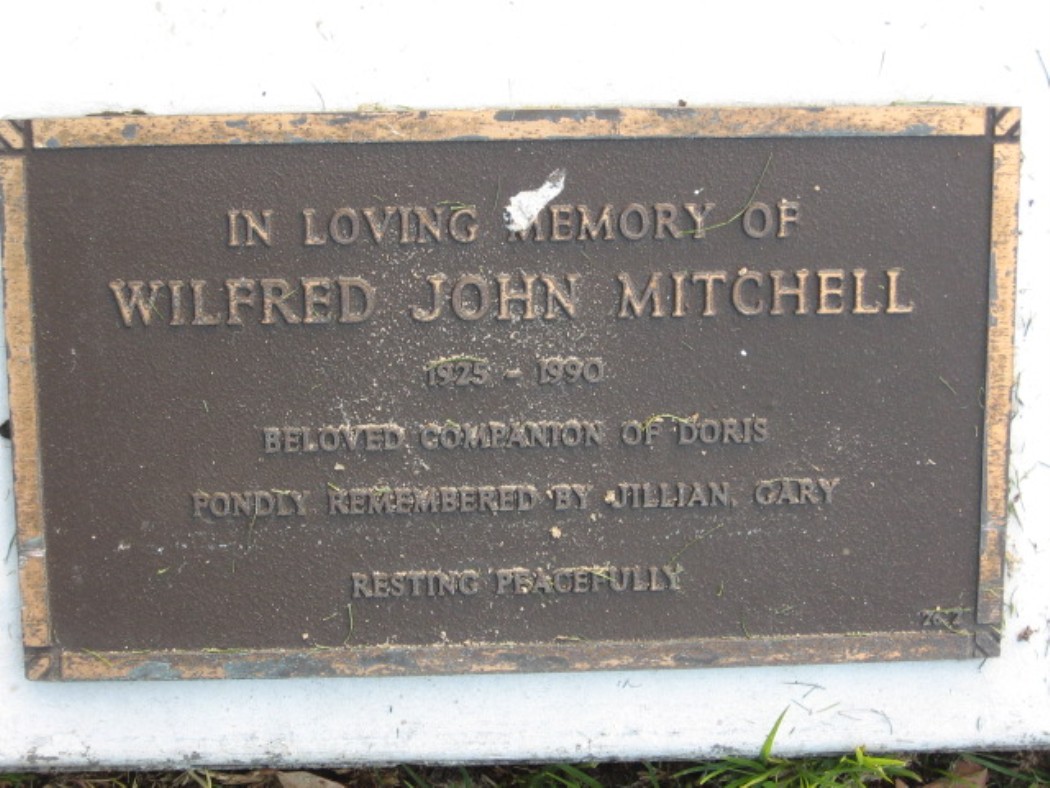 IN LOVING MEMORY OF
WILFRED JOHN MITCHELL
1925 - 1990
BELOVED COMPANION OF DORIS
FONDLY REMEMBERED BY JILLIAN, GARY
RESTING PEACEFULLY